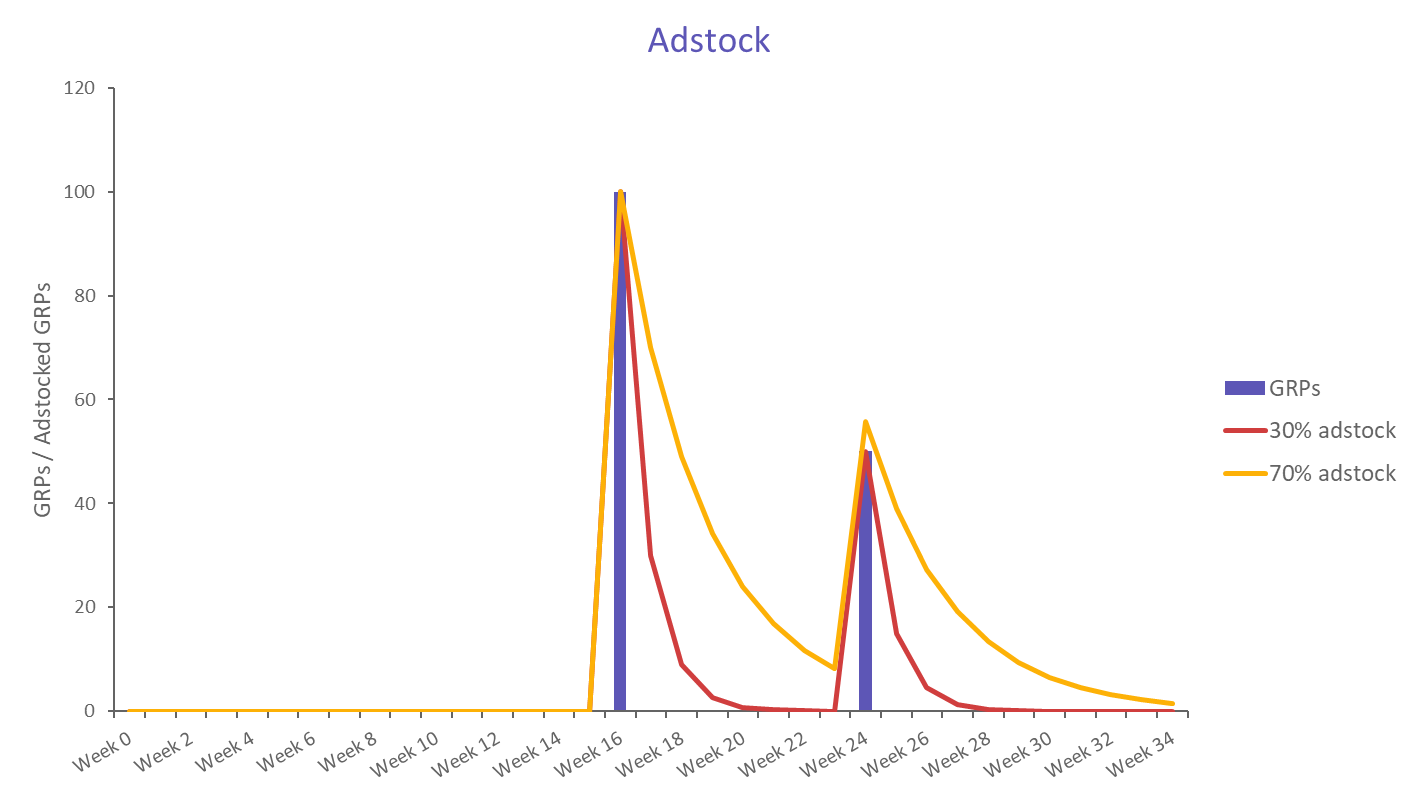 Adstock
120
100
80
60
40
20
0
GRPs / Adstocked GRPs
Week 0
Week 2
Week 4
Week 6
Week 8
Week 10
Week 12
Week 14
Week 16
Week 18
Week 20
Week 22
Week 24
Week 26
Week 28
Week 30
Week 32
Week 34
GRPs
30% adstock
70% adstock